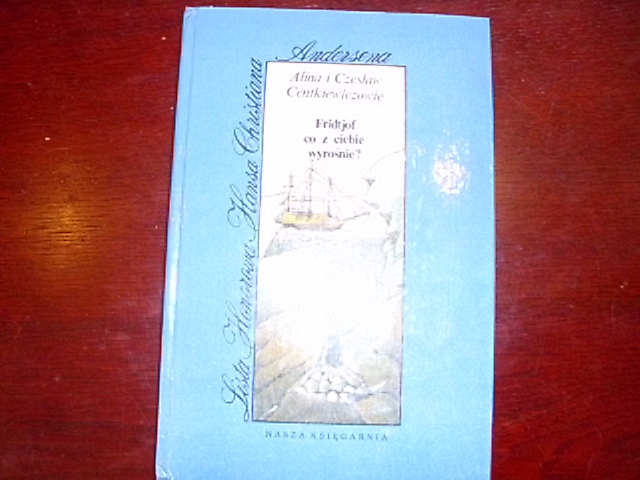 Lista Honorowa Hansa Christiana
Andersena
Alina i Czesław
Centkiewiczowie
Fridtjof
co z ciebie
wyrośnie?
NASZA KSIĘGARNIA